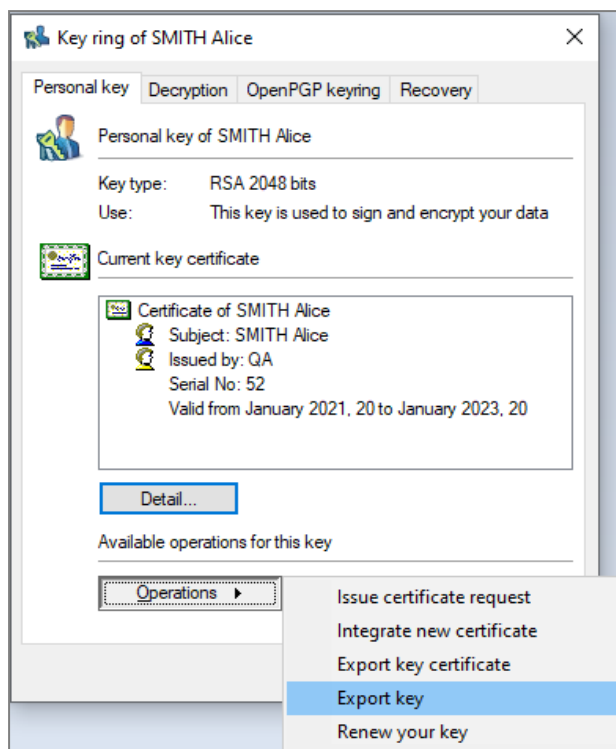 Key ring of SMITH Alice
Personal key Decryption OpenPGP keyring Recovery
Personal key of SMITH Alice
Key type: RSA 2048 bits
Use: This key is used to sign and encrypt your data
Current key certificate
Certificate of SMITH Alice
Subject: SMITH Alice
Issued by: QA
Serial No: 52
Valid from January 2021, 20 to January 2023, 20
Detail...
Available operations for this key
Operations
Issue certificate request
Integrate new certificate
Export key certificate
Export key
Renew your key